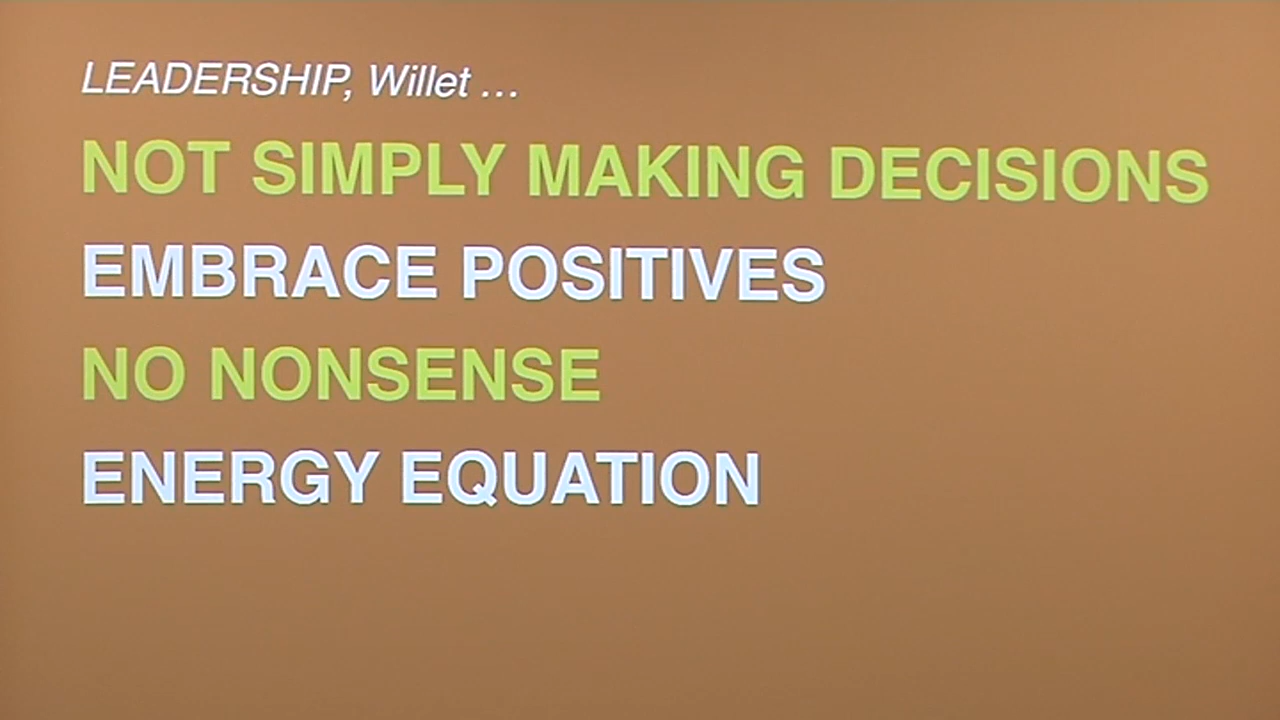 LEADERSHIP, Willet ...
NOT SIMPLY MAKING DECISIONS
EMBRACE POSITIVES
NO NONSENSE
ENERGY EQUATION